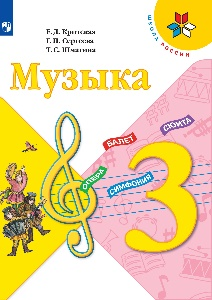 ШКОЛА РОССИИ
Е. Д. Критская
Г. П. Сергеева
Т. С. Шмагина
Музыка
БАЛЕТ
СЮИТА
ОПЕРА
СИМФОНИЯ
3